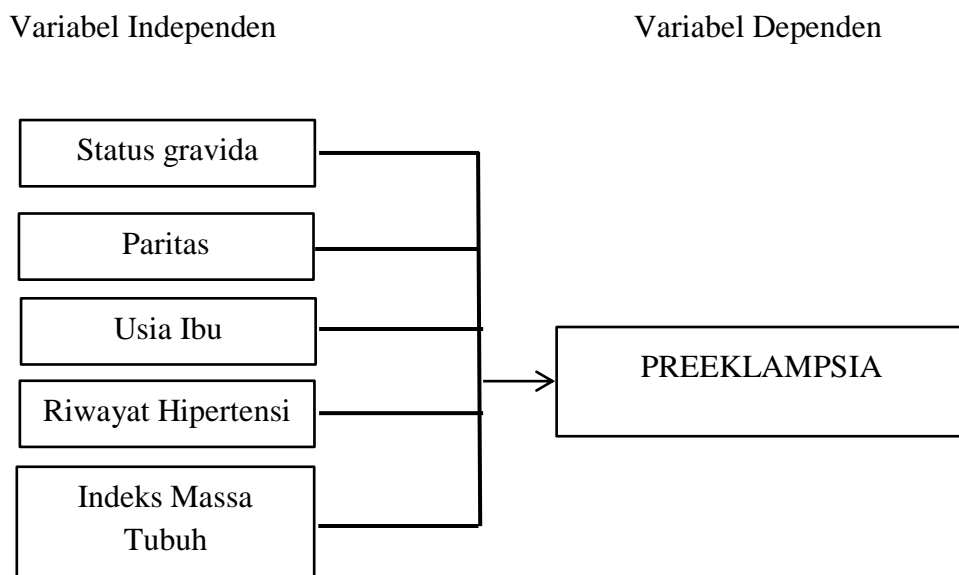 Variabel Independen
Variabel Dependen
Status gravida
Paritas
Usia Ibu
Riwayat Hipertensi
Indeks Massa
Tubuh
PREEKLAMPSIA